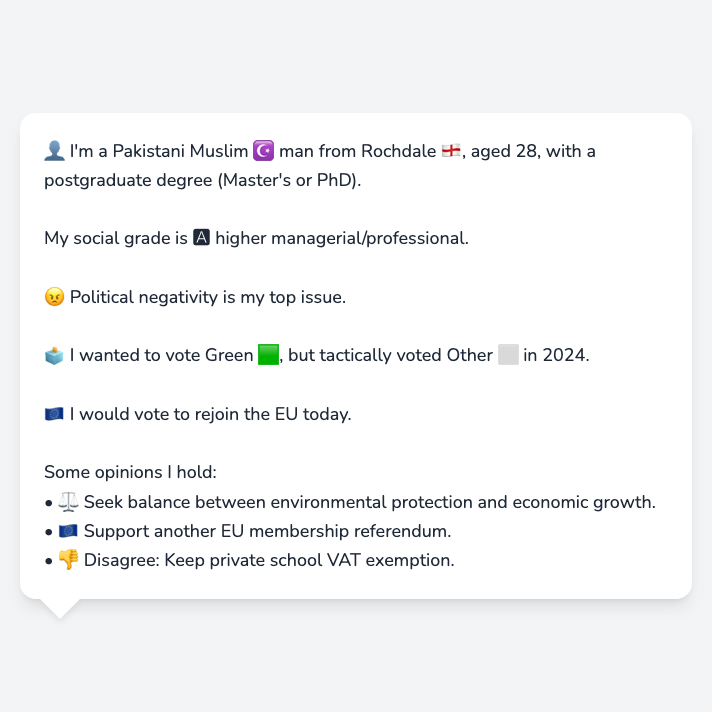 👤 I'm a Pakistani Muslim ☪️ man from Rochdale 🏴󠁧󠁢󠁥󠁮󠁧󠁿, aged 28, with a
postgraduate degree (Master's or PhD).
My social grade is 🅰 higher managerial/professional.
😠 Political negativity is my top issue.
🗳️ I wanted to vote Green 🟩, but tactically voted Other ⬜ in 2024.
🇪🇺 I would vote to rejoin the EU today.
Some opinions I hold:
• ⚖️ Seek balance between environmental protection and economic growth.
• 🇪🇺 Support another EU membership referendum.
• 👎 Disagree: Keep private school VAT exemption.